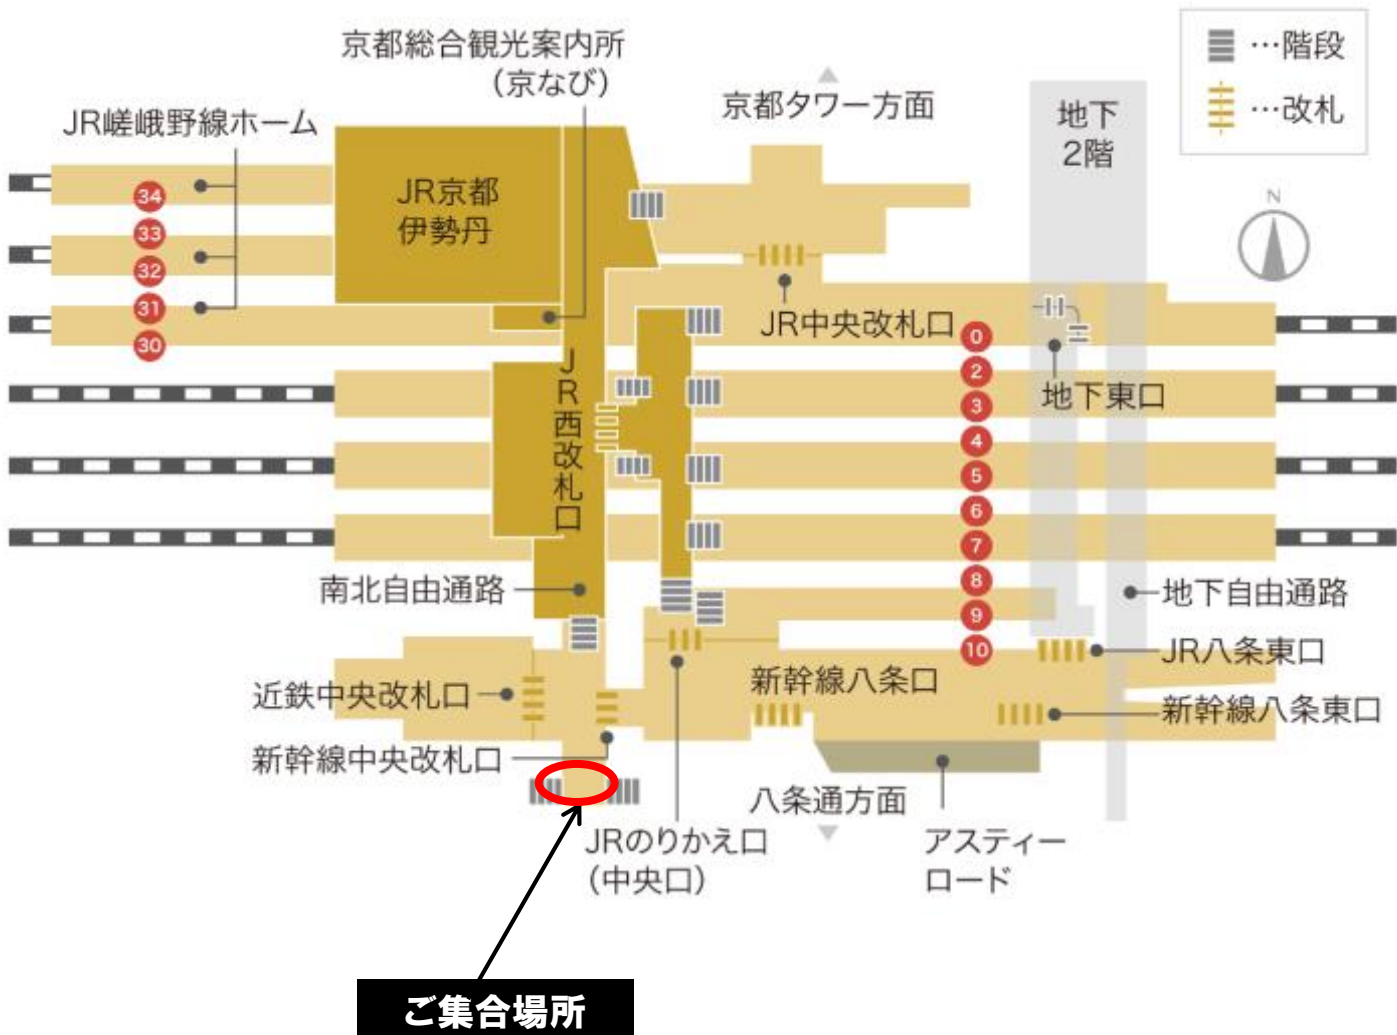 京都総合観光案内所
（京なび）
…階段
…改札
京都タワー方面
地下
2階
JR嵯峨野線ホーム
JR京都
伊勢丹
N
34
33
32
31
30
JR中央改札口
0
2
3
4
5
6
7
8
9
10
地下東口
JR西改札口
南北自由通路
地下自由通路
JR八条東口
近鉄中央改札口
新幹線八条口
新幹線八条東口
新幹線中央改札口
八条通方面
JRのりかえ口
（中央口）
アスティー
ロード
ご集合場所